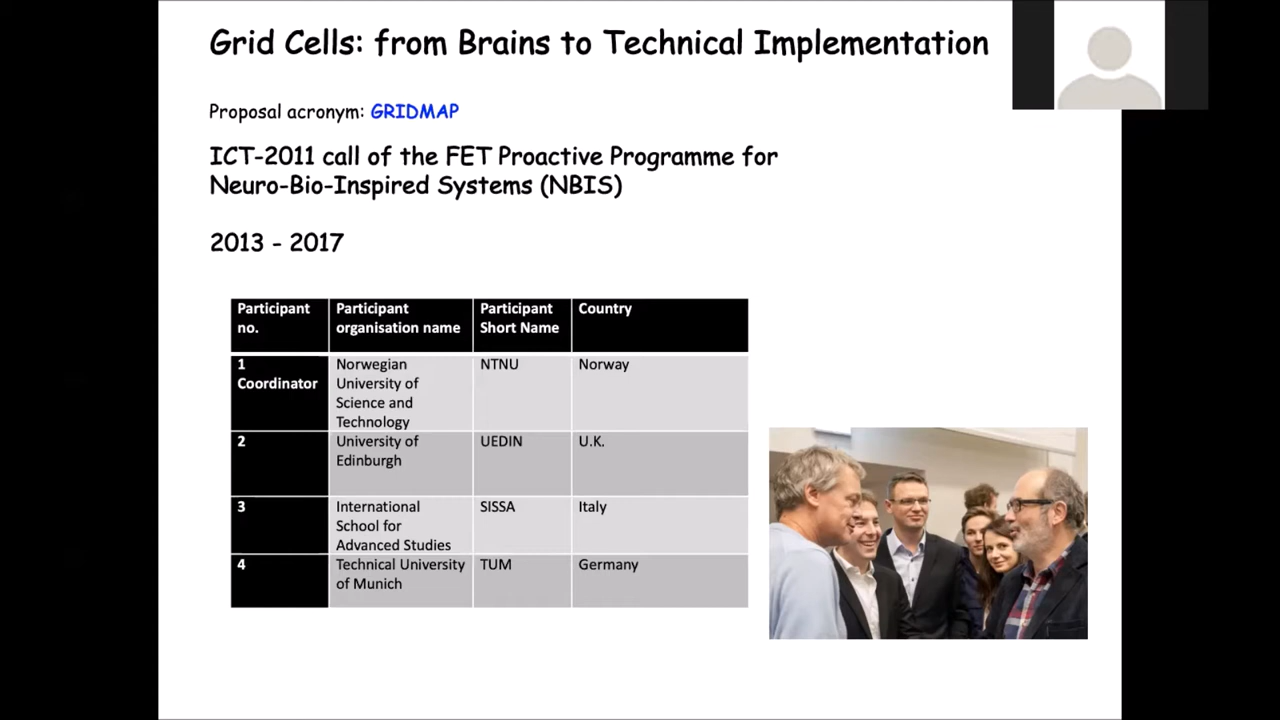 Grid Cells: from Brains to Technical Implementation
Proposal acronym: GRIDMAP
ICT-2011 call of the FET Proactive Programme for
Neuro-Bio-Inspired Systems (NBIS)
2013 - 2017
Participant no.
Participant organisation name
Participant Short Name
Country
1 Coordinator
Norwegian University of Science and Technology
NTNU
Norway
2
University of Edinburgh
UEDIN
U.K.
3
International School for Advanced Studies
SISSA
Italy
4
Technical University of Munich
TUM
Germany